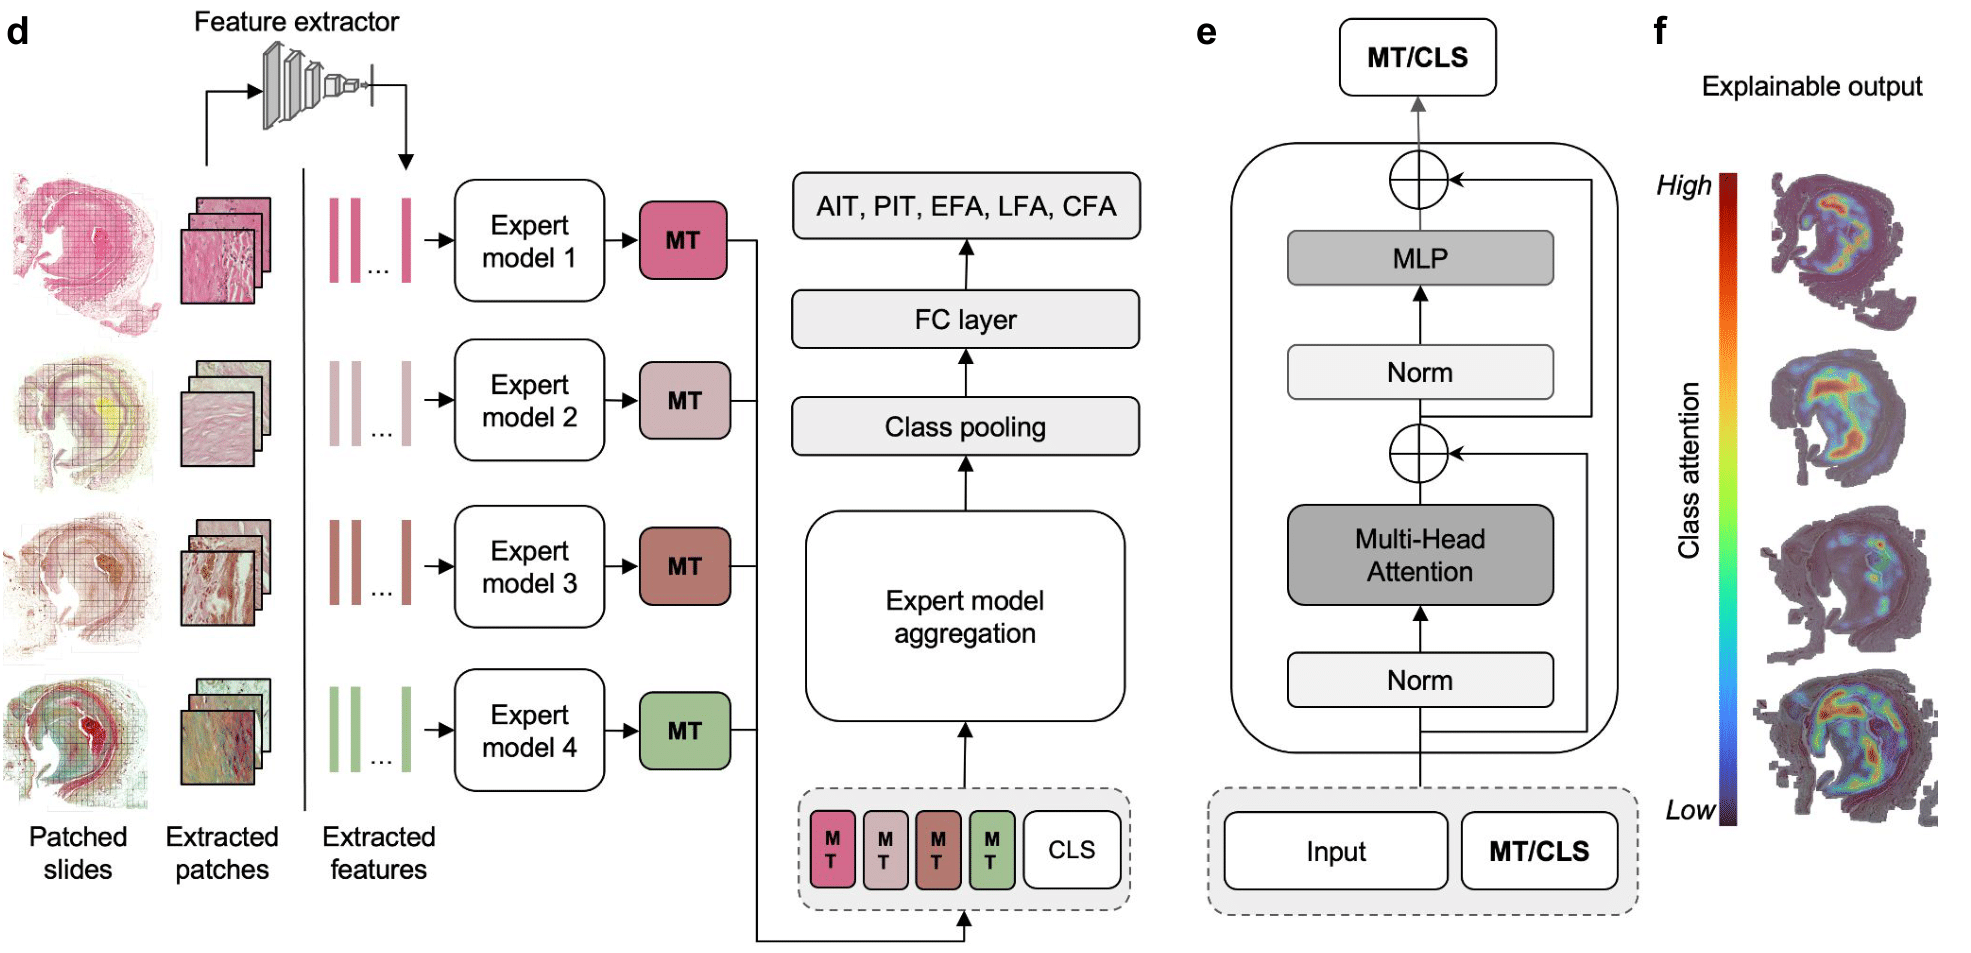 d
Feature extractor
Expert
model 1
MT
Expert
model 2
MT
Expert
model 3
MT
Expert
model 4
MT
...
...
...
...
Patched
slides
Extracted
patches
Extracted
features
AIT, PIT, EFA, LFA, CFA
FC layer
Class pooling
Expert model
aggregation
M
T
M
T
M
T
M
T
CLS
e
MT/CLS
MLP
Norm
Multi-Head
Attention
Norm
Input
MT/CLS
f
Explainable output
High
Class attention
Low